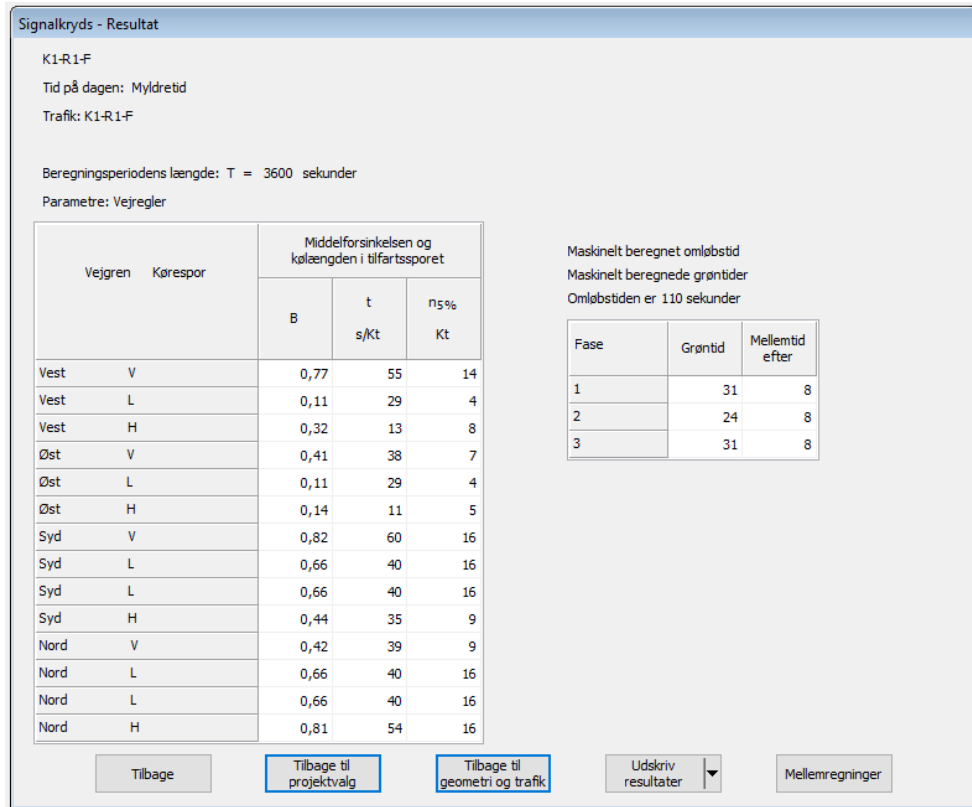 Signalkryds - Resultat
K1-R1-F
Tid på dagen: Myldretid
Trafik: K1-R1-F
Beregningsperiodens længde: T = 3600 sekunder
Parametre: Vejregler
Vejgren Kørespor
Middelforsinkelsen og
kølængden i tilfartssporet
B
t
s/Kt
n5%
Kt
Vest V 0,77 55 14
Vest L 0,11 29 4
Vest H 0,32 13 8
Øst V 0,41 38 7
Øst L 0,11 29 4
Øst H 0,14 11 5
Syd V 0,82 60 16
Syd L 0,66 40 16
Syd L 0,66 40 16
Syd H 0,44 35 9
Nord V 0,42 39 9
Nord L 0,66 40 16
Nord L 0,66 40 16
Nord H 0,81 54 16
Maskinelt beregnet omløbstid
Maskinelt beregnede grøntider
Omløbstiden er 110 sekunder
Fase Grøntid Mellemtid
efter
1 31 8
2 24 8
3 31 8
Tilbage
Tilbage til
projektvalg
Tilbage til
geometri og trafik
Udskriv
resultater
Mellemregninger